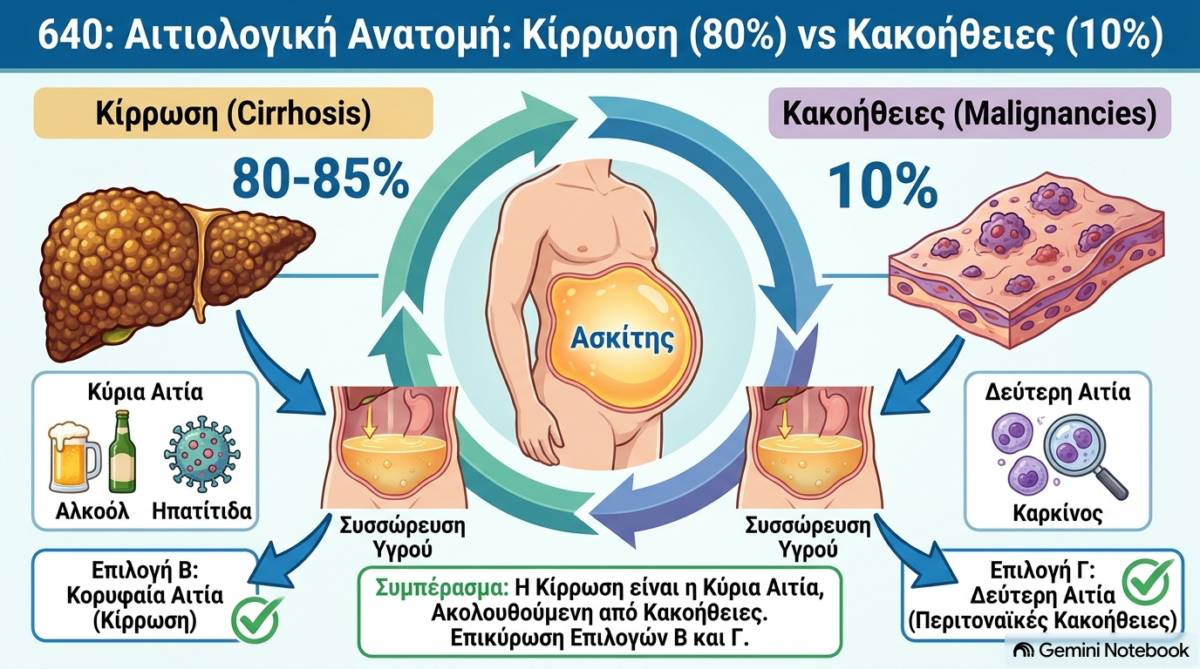 640: Αιτιολογική Ανατομή: Κίρρωση (80%) vs Κακοήθειες (10%)
Κίρρωση (Cirrhosis)
80-85%
Κακοήθειες (Malignancies)
10%
Ασκίτης
Κύρια Αιτία
Αλκοόλ
Ηπατίτιδα
Συσσώρευση
Υγρού
Δεύτερη Αιτία
Καρκίνος
Συσσώρευση
Υγρού
Επιλογή Β:
Κορυφαία Αιτία
(Κίρρωση)
Συμπέρασμα: Η Κίρρωση είναι η Κύρια Αιτία,
Ακολουθούμενη από Κακοήθειες.
Επικύρωση Επιλογών Β και Γ.
Επιλογή Γ:
Δεύτερη Αιτία
(Περιτοναϊκές Κακοήθειες)
Gemini Notebook